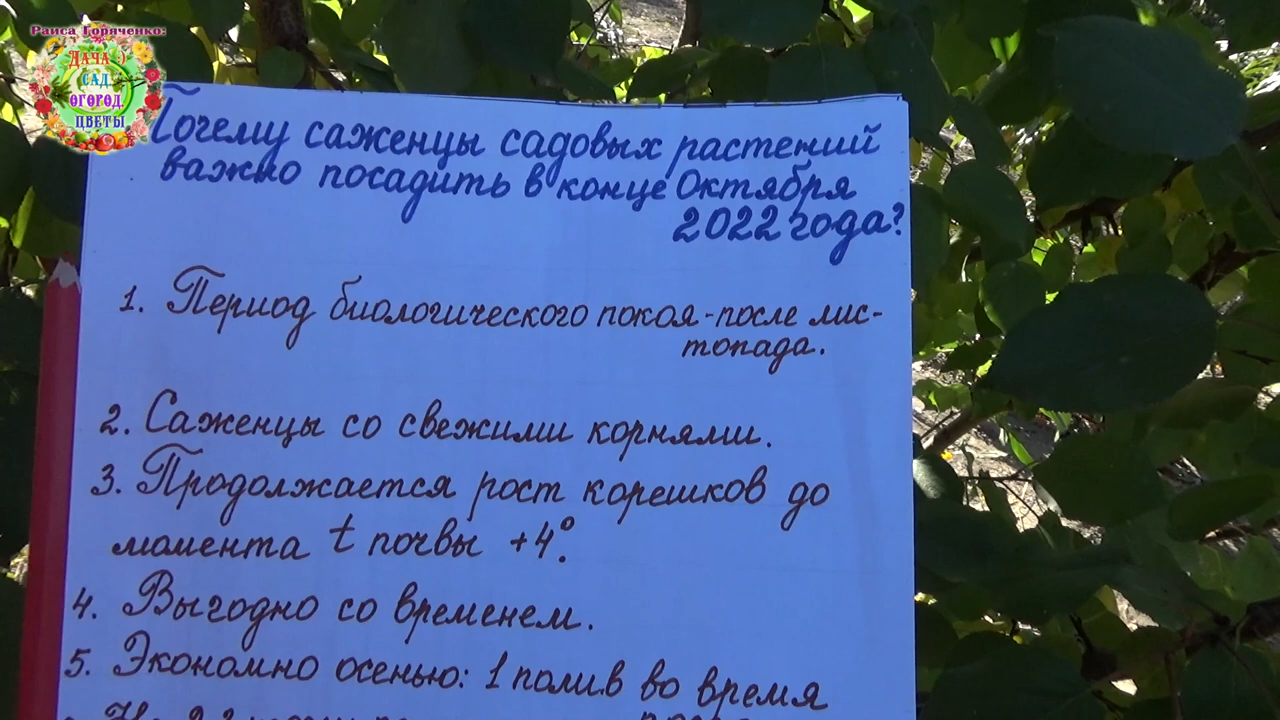 Раиса Горяченко:
ДАЧА :)
САД,
ОГОРОД,
ЦВЕТЫ
Почему саженцы садовых растений
важно посадить в конце Октября
2022 года?
1. Период биологического покоя-после лис-
топада.
2. Саженцы со свежими корнями.
3. Продолжается рост корешков до
момента t почвы +4°.
4. Выгодно со временем.
5. Экономно осенью: 1 полив во время